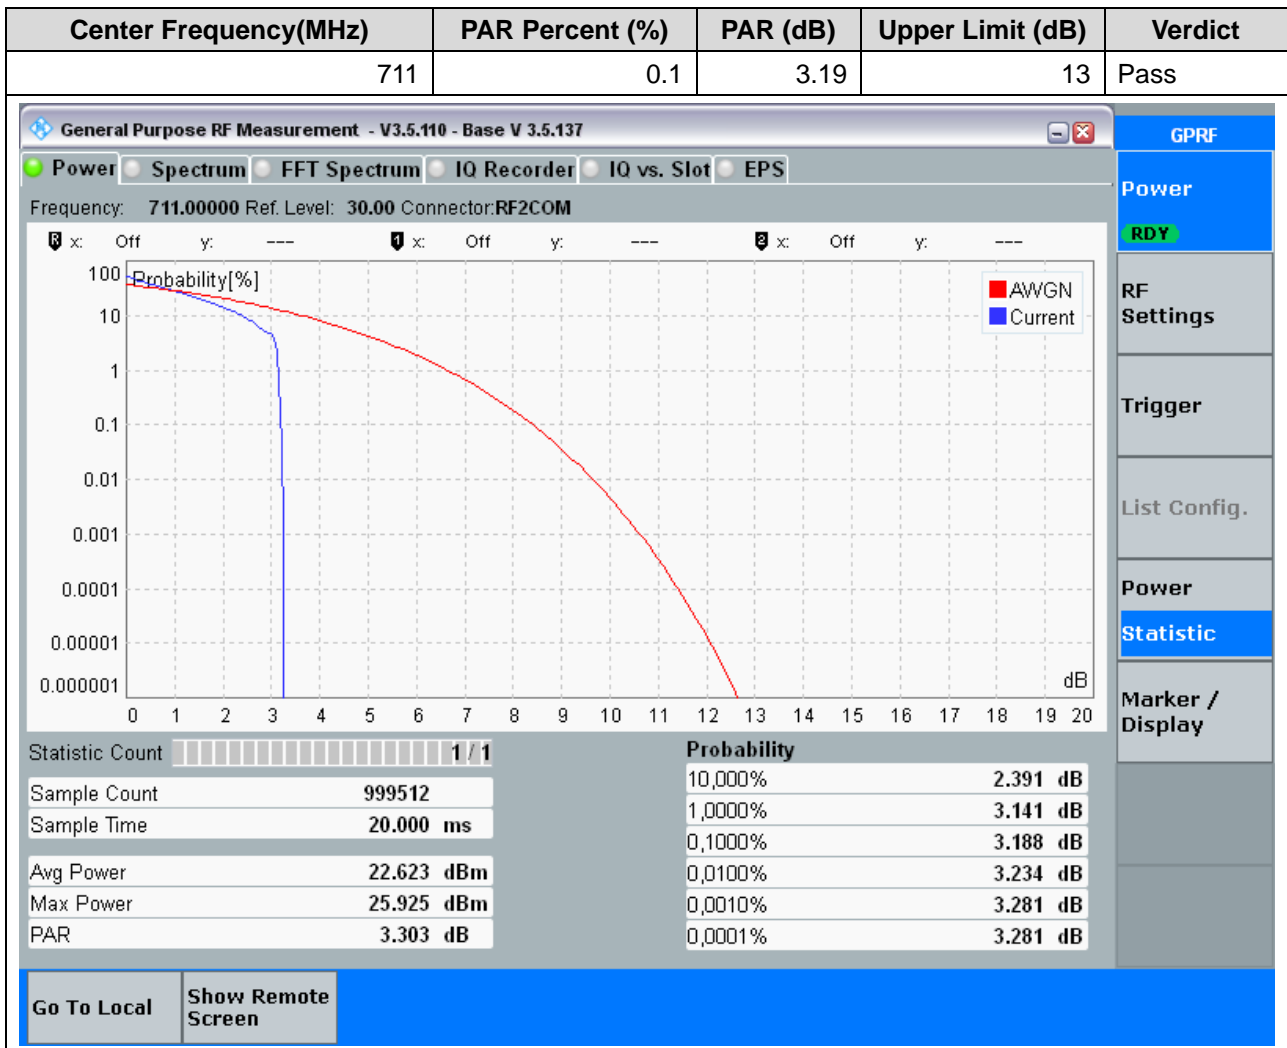 Center Frequency(MHz) PAR Percent (%) PAR (dB) Upper Limit (dB) Verdict
711 0.1 3.19 13 Pass
General Purpose RF Measurement - V3.5.110 - Base V 3.5.137
Power Spectrum FFT Spectrum IQ Recorder IQ vs. Slot EPS
Frequency: 711.00000 Ref. Level: 30.00 Connector:RF2COM
R x: Off y: --- 1 x: Off y: --- 2 x: Off y: ---
Probability[%]
AWGN
Current
100
10
1
0.1
0.01
0.001
0.0001
0.00001
0.000001
dB
0 1 2 3 4 5 6 7 8 9 10 11 12 13 14 15 16 17 18 19 20
Statistic Count 1 / 1
Sample Count 999512
Sample Time 20.000 ms
Avg Power 22.623 dBm
Max Power 25.925 dBm
PAR 3.303 dB
Probability
10,000% 2.391 dB
1,0000% 3.141 dB
0,1000% 3.188 dB
0,0100% 3.234 dB
0,0010% 3.281 dB
0,0001% 3.281 dB
GPRF
Power
RDY
RF
Settings
Trigger
List Config.
Power
Statistic
Marker /
Display
Go To Local
Show Remote
Screen